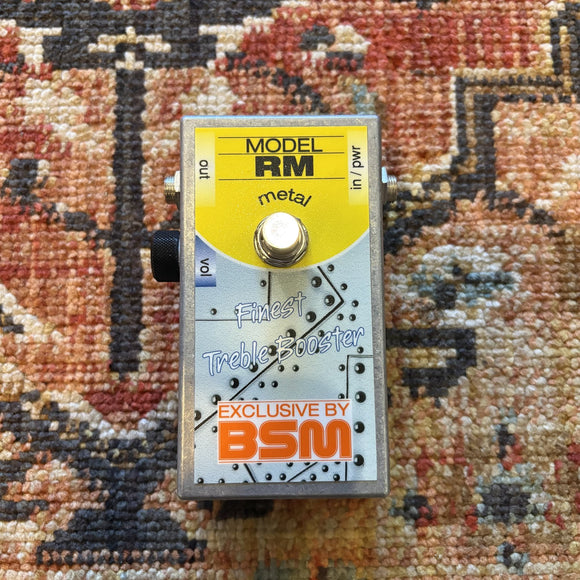 MODEL
RM
metal
out
in / pwr
vol
Finest
Treble Booster
EXCLUSIVE BY
BSM